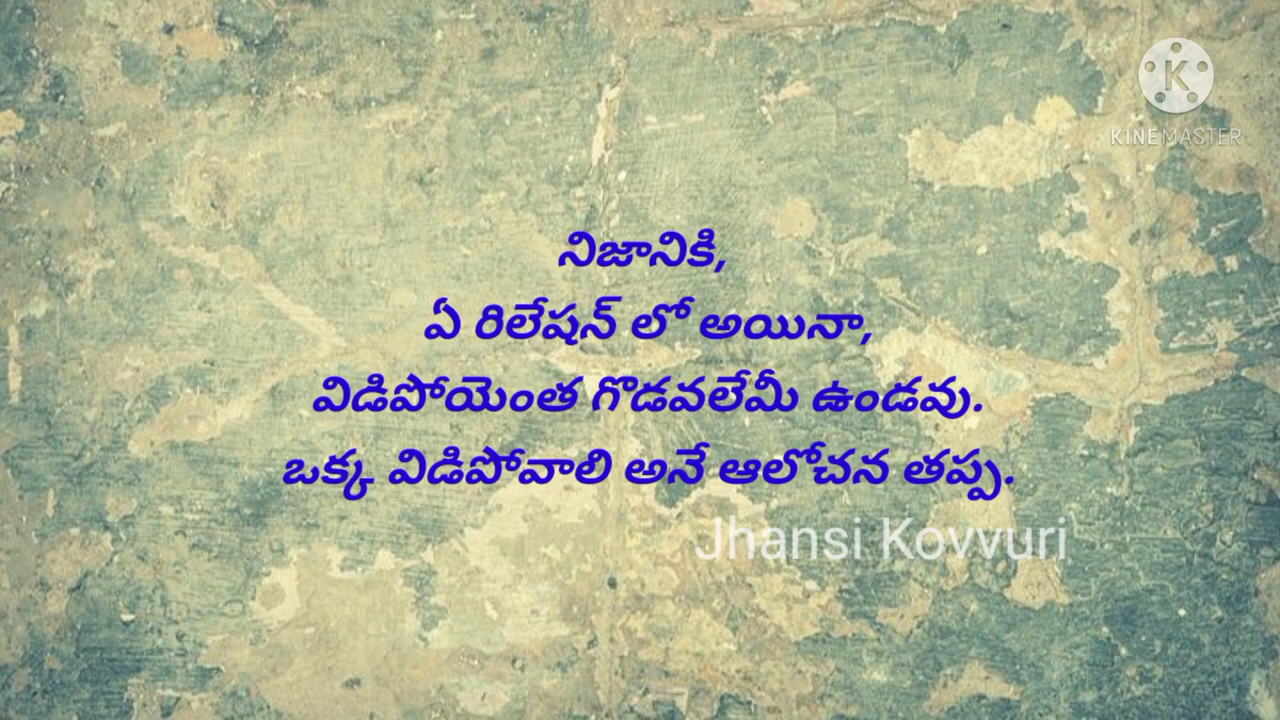 KINEMASTER
నిజానికి,
ఏ రిలేషన్ లో అయినా,
విడిపోయెంత గొడవలేమీ ఉండవు.
ఒక్క విడిపోవాలి అనే ఆలోచన తప్ప.
Jhansi Kovvuri